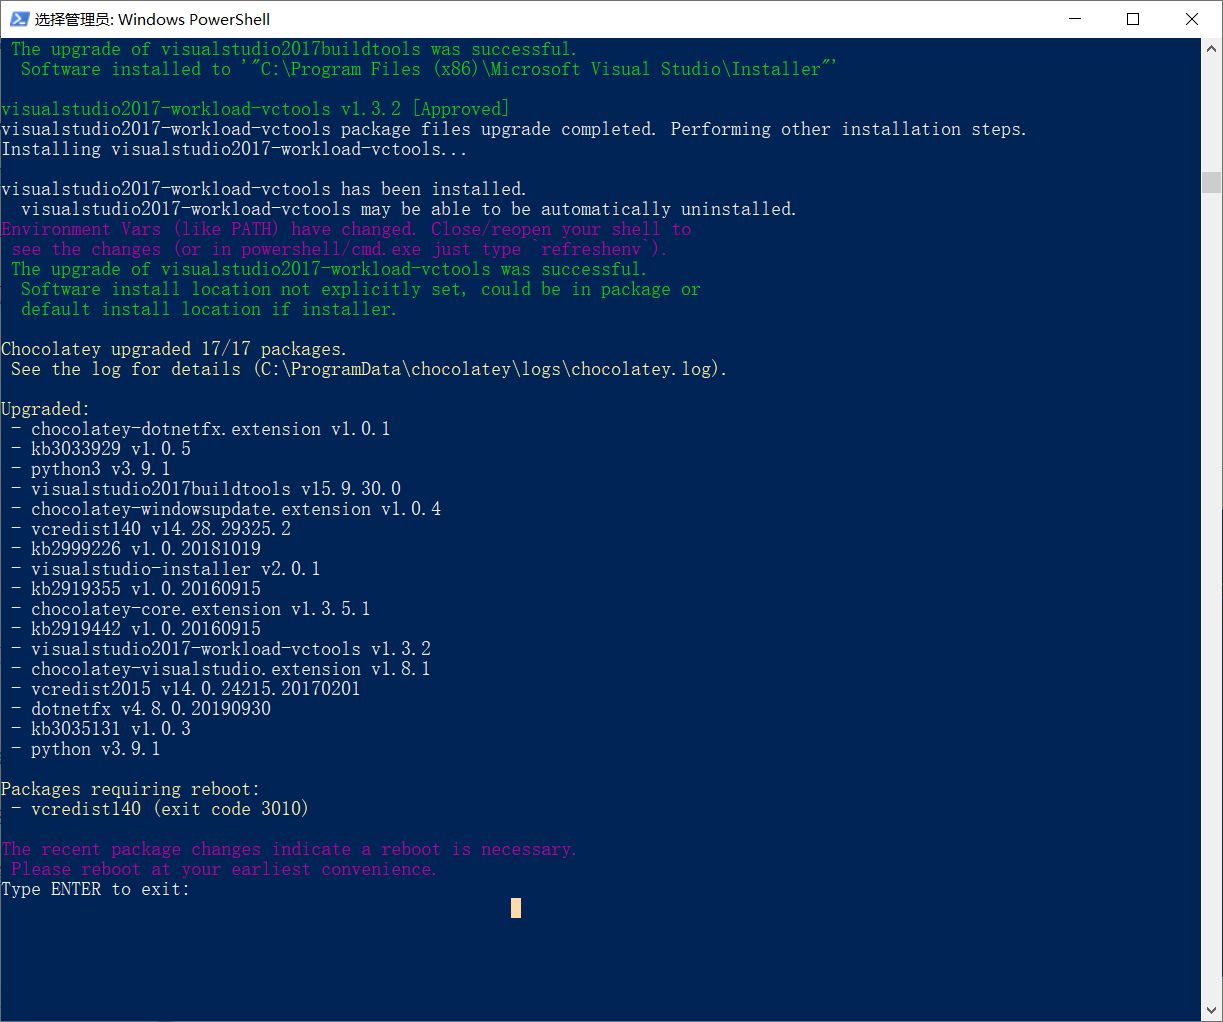 选择管理员: Windows PowerShell
The upgrade of visualstudio2017buildtools was successful.
Software installed to '"C:\Program Files (x86)\Microsoft Visual Studio\Installer"'
visualstudio2017-workload-vctools v1.3.2 [Approved]
visualstudio2017-workload-vctools package files upgrade completed. Performing other installation steps.
Installing visualstudio2017-workload-vctools...
visualstudio2017-workload-vctools has been installed.
visualstudio2017-workload-vctools may be able to be automatically uninstalled.
Environment Vars (like PATH) have changed. Close/reopen your shell to
see the changes (or in powershell/cmd.exe just type `refreshenv`).
The upgrade of visualstudio2017-workload-vctools was successful.
Software install location not explicitly set, could be in package or
default install location if installer.
Chocolatey upgraded 17/17 packages.
See the log for details (C:\ProgramData\chocolatey\logs\chocolatey.log).
Upgraded:
- chocolatey-dotnetfx.extension v1.0.1
- kb3033929 v1.0.5
- python3 v3.9.1
- visualstudio2017buildtools v15.9.30.0
- chocolatey-windowsupdate.extension v1.0.4
- vcredist140 v14.28.29325.2
- kb2999226 v1.0.20181019
- visualstudio-installer v2.0.1
- kb2919355 v1.0.20160915
- chocolatey-core.extension v1.3.5.1
- kb2919442 v1.0.20160915
- visualstudio2017-workload-vctools v1.3.2
- chocolatey-visualstudio.extension v1.8.1
- vcredist2015 v14.0.24215.20170201
- dotnetfx v4.8.0.20190930
- kb3035131 v1.0.3
- python v3.9.1
Packages requiring reboot:
- vcredist140 (exit code 3010)
The recent package changes indicate a reboot is necessary.
Please reboot at your earliest convenience.
Type ENTER to exit: